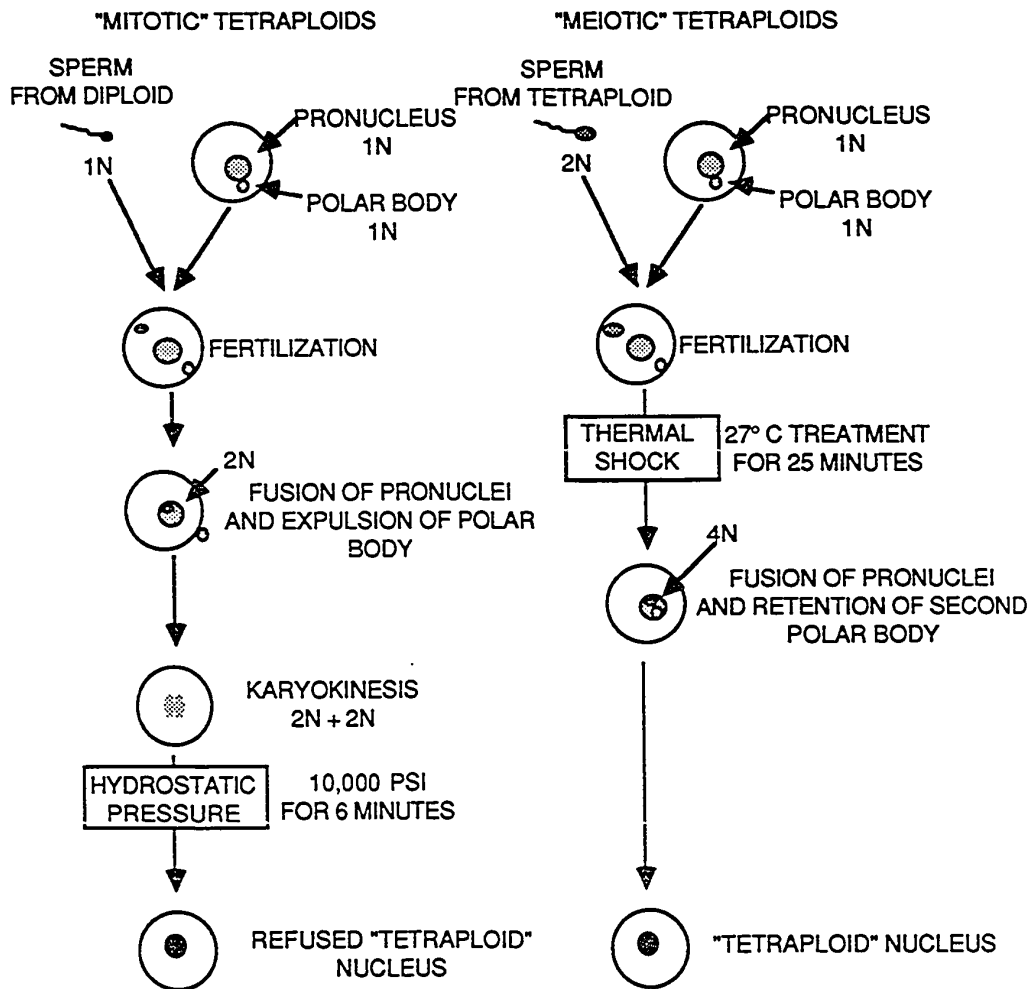 "MITOTIC" TETRAPLOIDS
SPERM
FROM DIPLOID
1N
PRONUCLEUS
1N
POLAR BODY
1N
FERTILIZATION
2N
FUSION OF PRONUCLEI
AND EXPULSION OF POLAR
BODY
KARYOKINESIS
2N + 2N
HYDROSTATIC
PRESSURE
10,000 PSI
FOR 6 MINUTES
REFUSED "TETRAPLOID"
NUCLEUS
"MEIOTIC" TETRAPLOIDS
SPERM
FROM TETRAPLOID
2N
PRONUCLEUS
1N
POLAR BODY
1N
FERTILIZATION
THERMAL
SHOCK
27° C TREATMENT
FOR 25 MINUTES
4N
FUSION OF PRONUCLEI
AND RETENTION OF SECOND
POLAR BODY
"TETRAPLOID" NUCLEUS